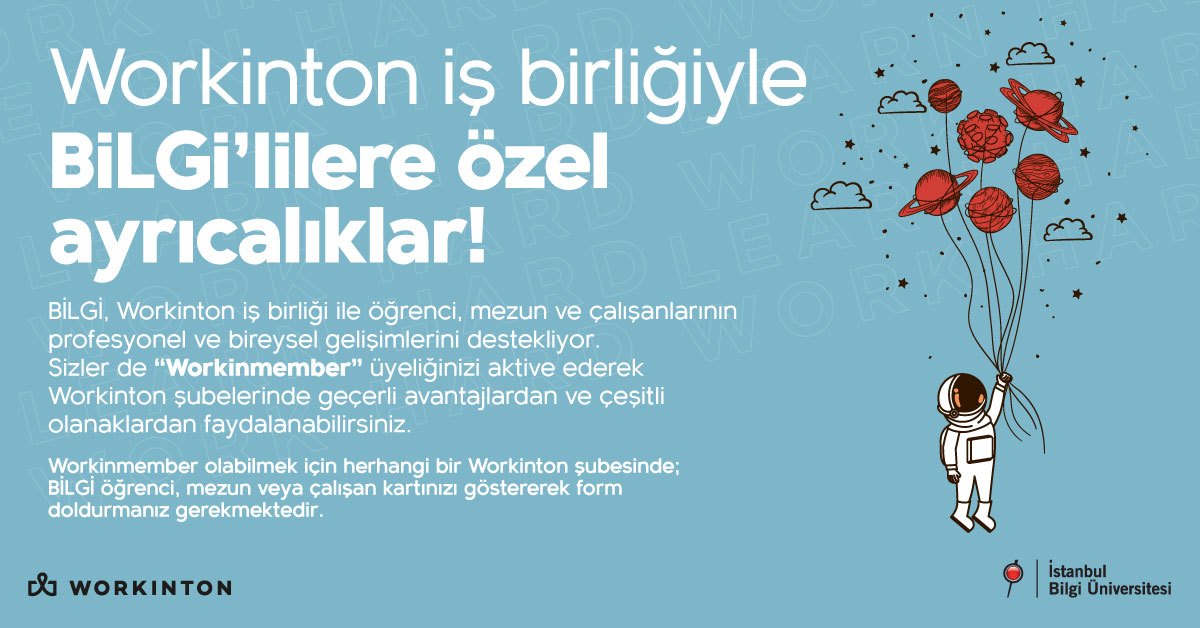 Workinton iş birliğiyle
BiLGi’lilere özel
ayrıcalıklar!
BİLGİ, Workinton iş birliği ile öğrenci, mezun ve çalışanlarının
profesyonel ve bireysel gelişimlerini destekliyor.
Sizler de “Workinmember” üyeliğinizi aktive ederek
Workinton şubelerinde geçerli avantajlardan ve çeşitli
olanaklardan faydalanabilirsiniz.
Workinmember olabilmek için herhangi bir Workinton şubesinde;
BİLGİ öğrenci, mezun veya çalışan kartınızı göstererek form
doldurmanız gerekmektedir.
WORKINTON
İstanbul
Bilgi Üniversitesi